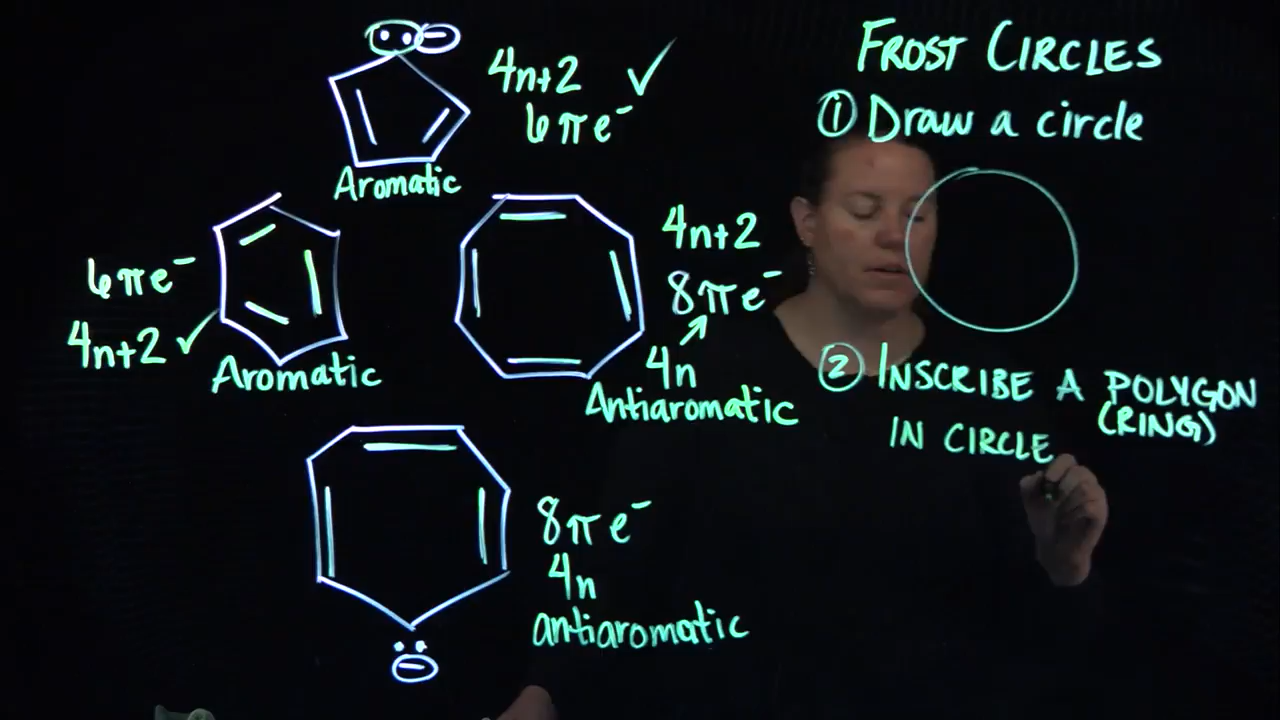 4n+2 ✓
6πe⁻
Aromatic
6πe⁻
4n+2 ✓
Aromatic
4n+2
8πe⁻
4n
Antiaromatic
8πe⁻
4n
antiaromatic
FROST CIRCLES
① Draw a circle
② INSCRIBE A POLYGON
(RING)
IN CIRCLE